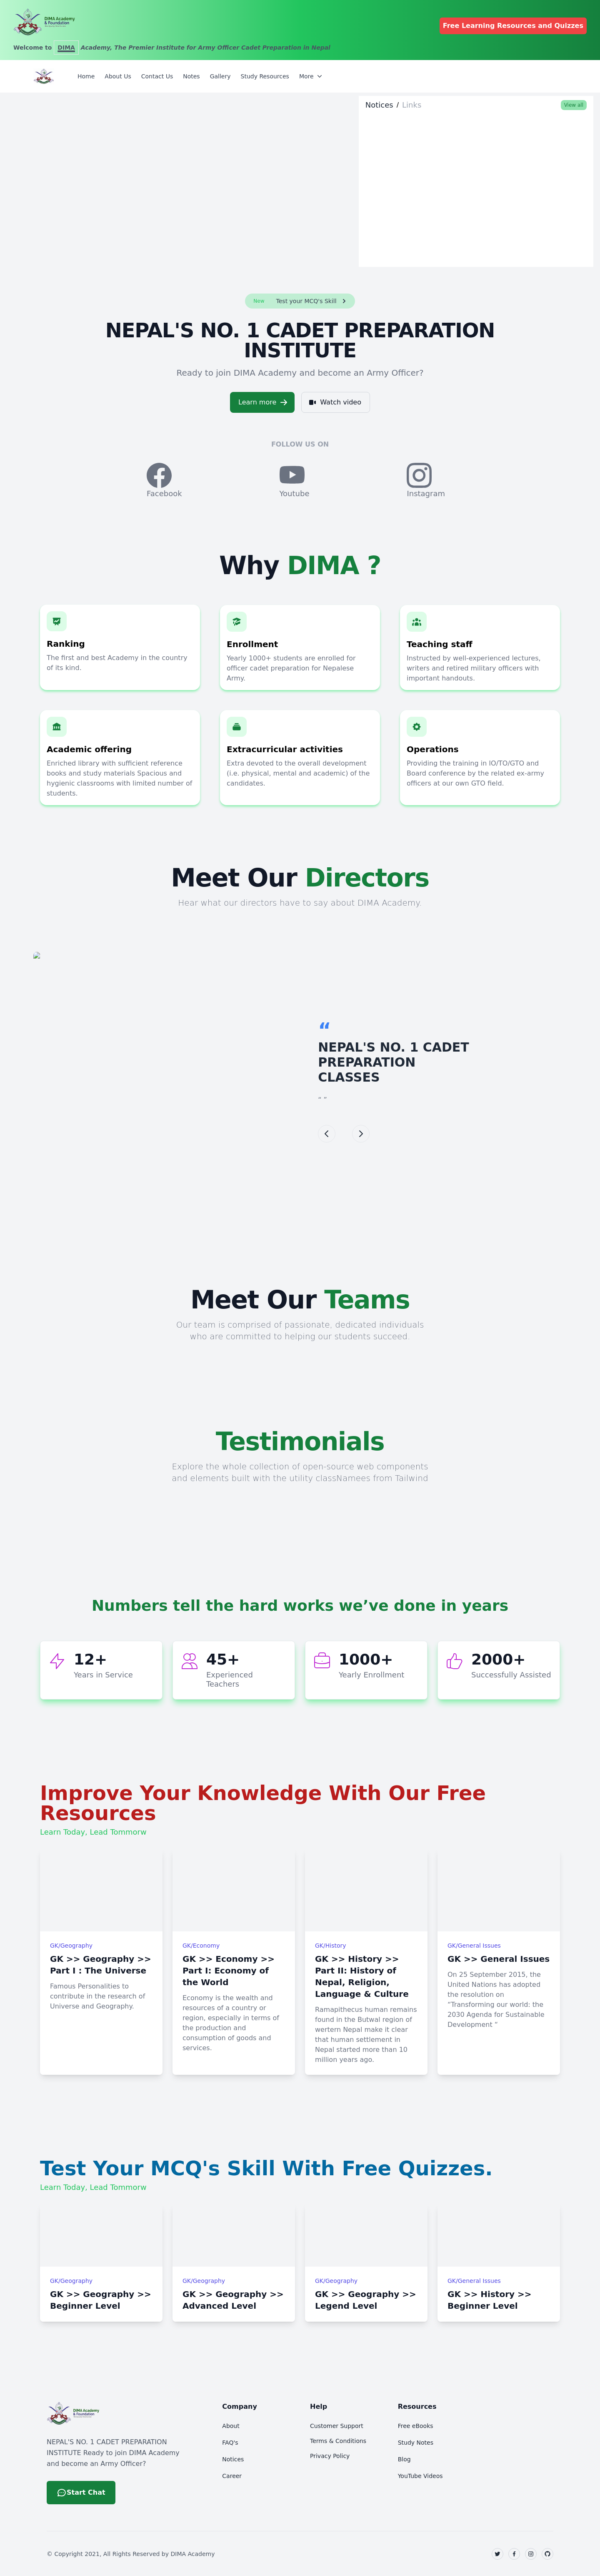 DIMA Academy
& Foundation
Free Learning Resources and Quizzes
Welcome to DIMA Academy, The Premier Institute for Army Officer Cadet Preparation in Nepal
Home About Us Contact Us Notes Gallery Study Resources More
Notices / Links View all
New Test your MCQ's Skill
NEPAL'S NO. 1 CADET PREPARATION
INSTITUTE
Ready to join DIMA Academy and become an Army Officer?
Learn more Watch video
FOLLOW US ON
Facebook Youtube Instagram
Why DIMA ?
Ranking
The first and best Academy in the country
of its kind.
Enrollment
Yearly 1000+ students are enrolled for
officer cadet preparation for Nepalese
Army.
Teaching staff
Instructed by well-experienced lectures,
writers and retired military officers with
important handouts.
Academic offering
Enriched library with sufficient reference
books and study materials Spacious and
hygienic classrooms with limited number of
students.
Extracurricular activities
Extra devoted to the overall development
(i.e. physical, mental and academic) of the
candidates.
Operations
Providing the training in IO/TO/GTO and
Board conference by the related ex-army
officers at our own GTO field.
Meet Our Directors
Hear what our directors have to say about DIMA Academy.
“
NEPAL'S NO. 1 CADET
PREPARATION
CLASSES
" "
Meet Our Teams
Our team is comprised of passionate, dedicated individuals
who are committed to helping our students succeed.
Testimonials
Explore the whole collection of open-source web components
and elements built with the utility classNamees from Tailwind
Numbers tell the hard works we’ve done in years
12+
Years in Service
45+
Experienced
Teachers
1000+
Yearly Enrollment
2000+
Successfully Assisted
Improve Your Knowledge With Our Free
Resources
Learn Today, Lead Tommorw
GK/Geography
GK >> Geography >>
Part I : The Universe
Famous Personalities to
contribute in the research of
Universe and Geography.
GK/Economy
GK >> Economy >>
Part I: Economy of
the World
Economy is the wealth and
resources of a country or
region, especially in terms of
the production and
consumption of goods and
services.
GK/History
GK >> History >>
Part II: History of
Nepal, Religion,
Language & Culture
Ramapithecus human remains
found in the Butwal region of
wertern Nepal make it clear
that human settlement in
Nepal started more than 10
million years ago.
GK/General Issues
GK >> General Issues
On 25 September 2015, the
United Nations has adopted
the resolution on
“Transforming our world: the
2030 Agenda for Sustainable
Development ”
Test Your MCQ's Skill With Free Quizzes.
Learn Today, Lead Tommorw
GK/Geography
GK >> Geography >>
Beginner Level
GK/Geography
GK >> Geography >>
Advanced Level
GK/Geography
GK >> Geography >>
Legend Level
GK/General Issues
GK >> History >>
Beginner Level
DIMA Academy
& Foundation
NEPAL'S NO. 1 CADET PREPARATION
INSTITUTE Ready to join DIMA Academy
and become an Army Officer?
Start Chat
Company
About
FAQ's
Notices
Career
Help
Customer Support
Terms & Conditions
Privacy Policy
Resources
Free eBooks
Study Notes
Blog
YouTube Videos
© Copyright 2021, All Rights Reserved by DIMA Academy